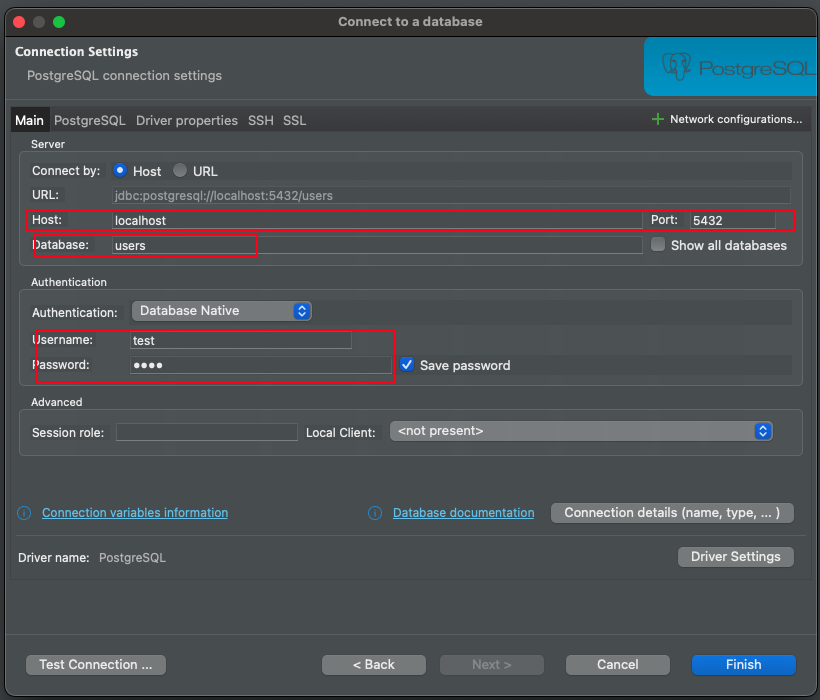 Connect to a database
Connection Settings
PostgreSQL connection settings
PostgreSQL
Main PostgreSQL Driver properties SSH SSL Network configurations...
Server
Connect by: Host URL
URL: jdbc:postgresql://localhost:5432/users
Host: localhost Port: 5432
Database: users Show all databases
Authentication
Authentication: Database Native
Username: test
Password: ●●●● Save password
Advanced
Session role: Local Client: <not present>
Connection variables information Database documentation Connection details (name, type, ... )
Driver name: PostgreSQL Driver Settings
Test Connection ... < Back Next > Cancel Finish